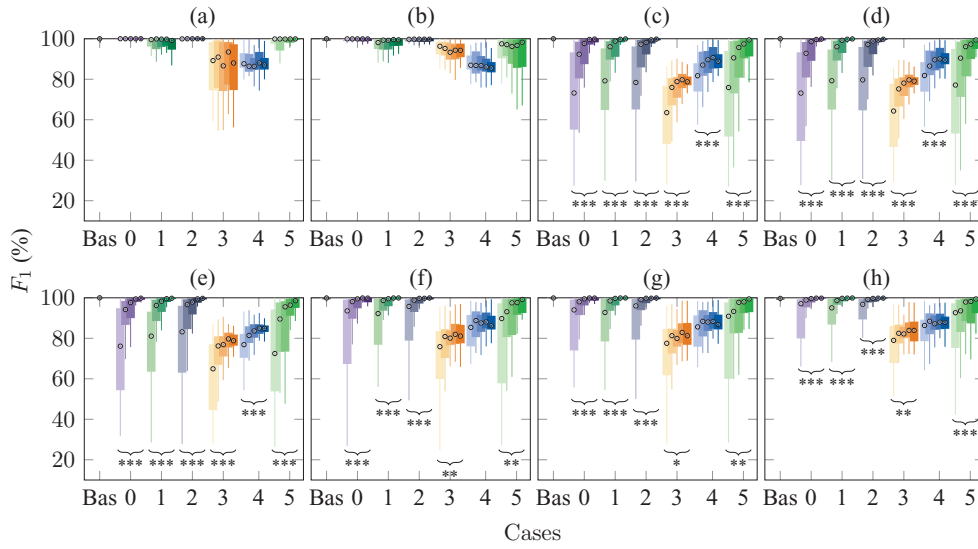 (a) (b) (c) (d)
100
80
60
*** ***
40
20
*** *** *** *** *** *** *** *** *** ***
Bas 0 1 2 3 4 5 Bas 0 1 2 3 4 5 Bas 0 1 2 3 4 5 Bas 0 1 2 3 4 5
F1 (%)
(e) (f) (g) (h)
100
80
60
40
20
*** *** *** *** *** ***
*** *** *** ** **
*** *** *** * **
*** *** *** ** ***
Bas 0 1 2 3 4 5 Bas 0 1 2 3 4 5 Bas 0 1 2 3 4 5 Bas 0 1 2 3 4 5
Cases